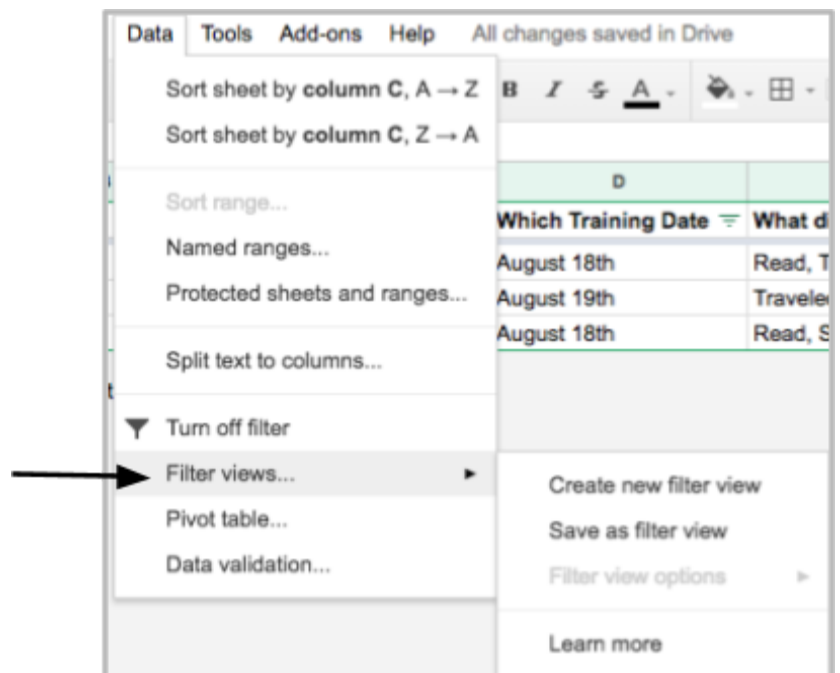 Data Tools Add-ons Help All changes saved in Drive
Sort sheet by column C, A → Z
B I S A
Sort sheet by column C, Z → A
D
Sort range...
Which Training Date What d
Named ranges...
August 18th Read, T
Protected sheets and ranges...
August 19th Travele
August 18th Read, S
Split text to columns...
t
Turn off filter
Filter views...
Create new filter view
Pivot table...
Save as filter view
Data validation...
Filter view options
Learn more